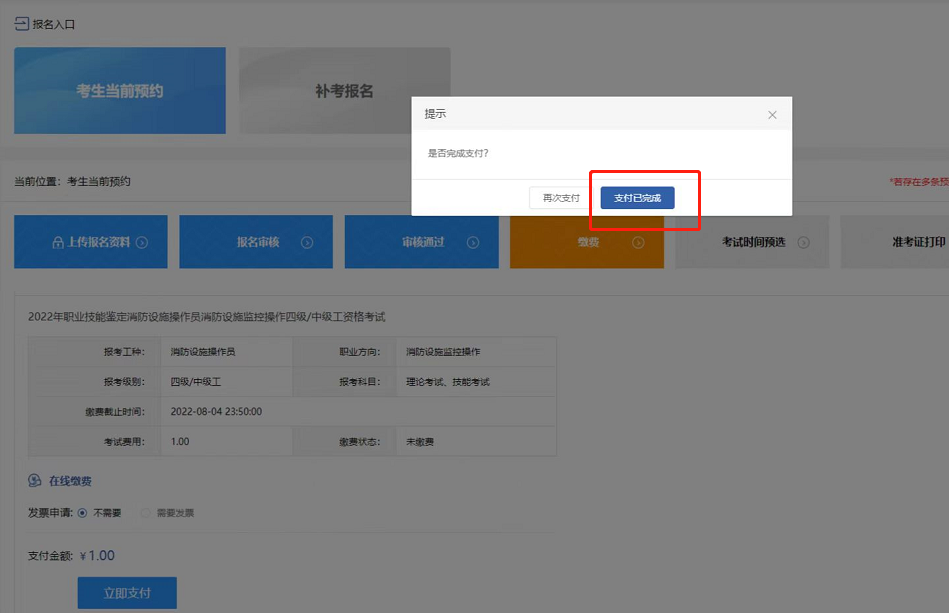 报名入口
考生当前预约
补考报名
提示
是否完成支付?
再次支付
支付已完成
当前位置：考生当前预约
*若存在多条预
上传报名资料
报名审核
审核通过
缴费
考试时间预选
准考证打印
2022年职业技能鉴定消防设施操作员消防设施监控操作四级/中级工资格考试
报考工种： 消防设施操作员 职业方向： 消防设施监控操作
报考级别： 四级/中级工 报考科目： 理论考试、技能考试
缴费截止时间： 2022-08-04 23:50:00
考试费用： 1.00 缴费状态： 未缴费
在线缴费
发票申请: 不需要 需要发票
支付金额: ¥1.00
立即支付